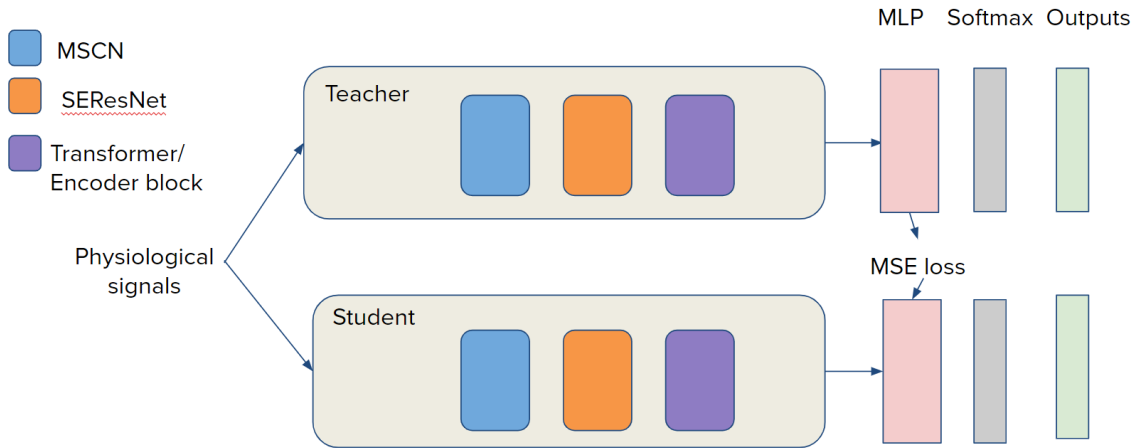 MLP Softmax Outputs
MSCN
SEResNet
Transformer/
Encoder block
Teacher
Physiological
signals
MSE loss
Student